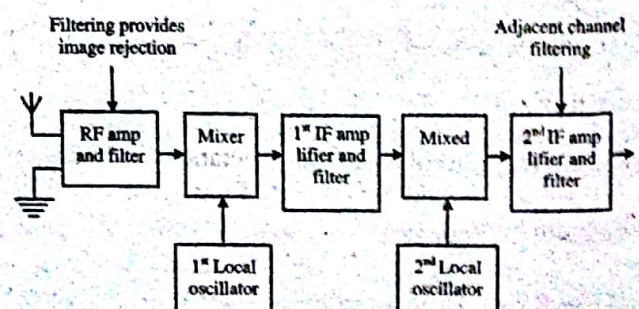 Filtering provides
image rejection
Adjacent channel
filtering
RF amp
and filter
Mixer
1st IF amp
lifier and
filter
Mixed
2nd IF amp
lifier and
filter
1st Local
oscillator
2nd Local
oscillator